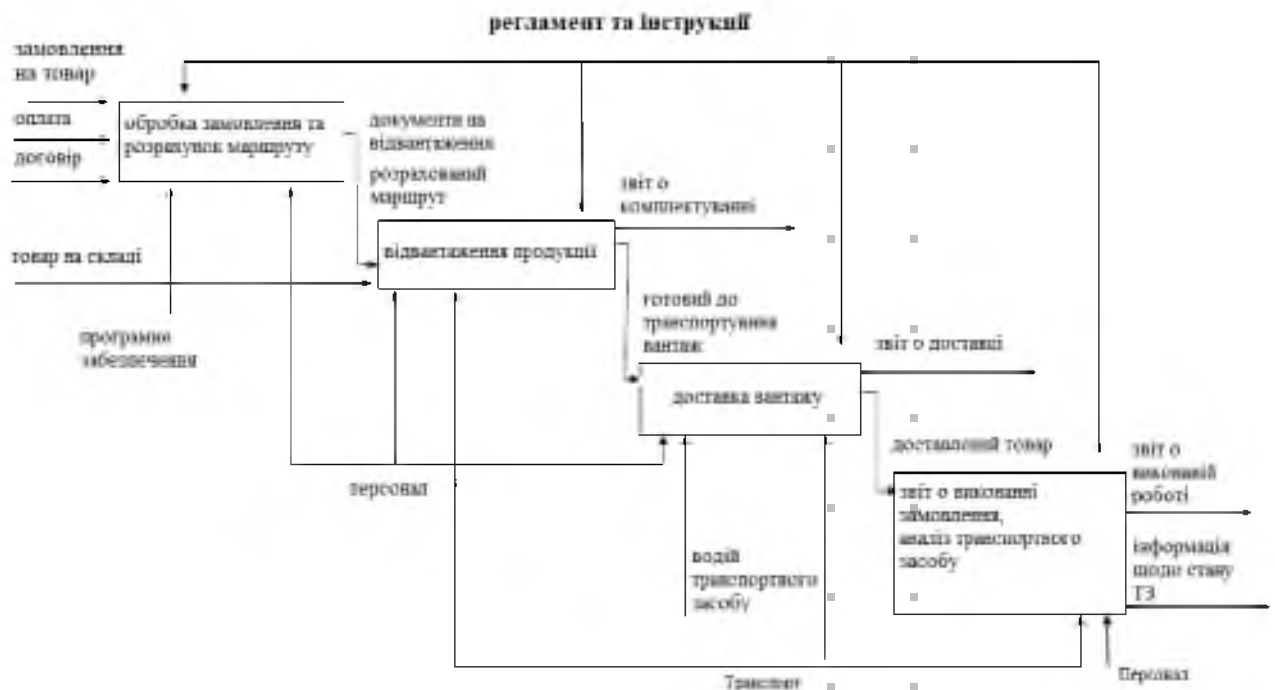 регламент та інструкції
замовлення
на товар
оплата
договір
обробка замовлення та
розрахунок маршруту
документи на
відвантаження
розрахований
маршрут
звіт о
комплектуванні
товар на складі
відвантаження продукції
програмне
забезпечення
готовий до
транспортування
вантаж
звіт о доставці
доставка вантажу
персонал
доставлений товар
звіт о
виконаній
роботі
звіт о виконанні
замовлення,
аналіз транспортного
засобу
водій
транспортного
засобу
інформація
щодо стану
ТЗ
Транспорт
Персонал